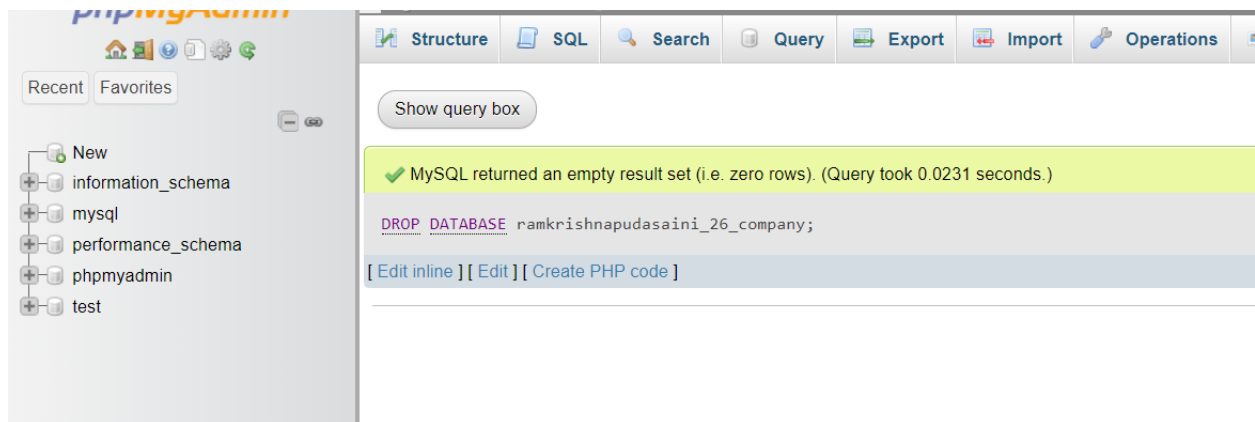 phpMyAdmin
Recent Favorites
New
information_schema
mysql
performance_schema
phpmyadmin
test
Structure SQL Search Query Export Import Operations
Show query box
MySQL returned an empty result set (i.e. zero rows). (Query took 0.0231 seconds.)
DROP DATABASE ramkrishnapudasaini_26_company;
[ Edit inline ] [ Edit ] [ Create PHP code ]